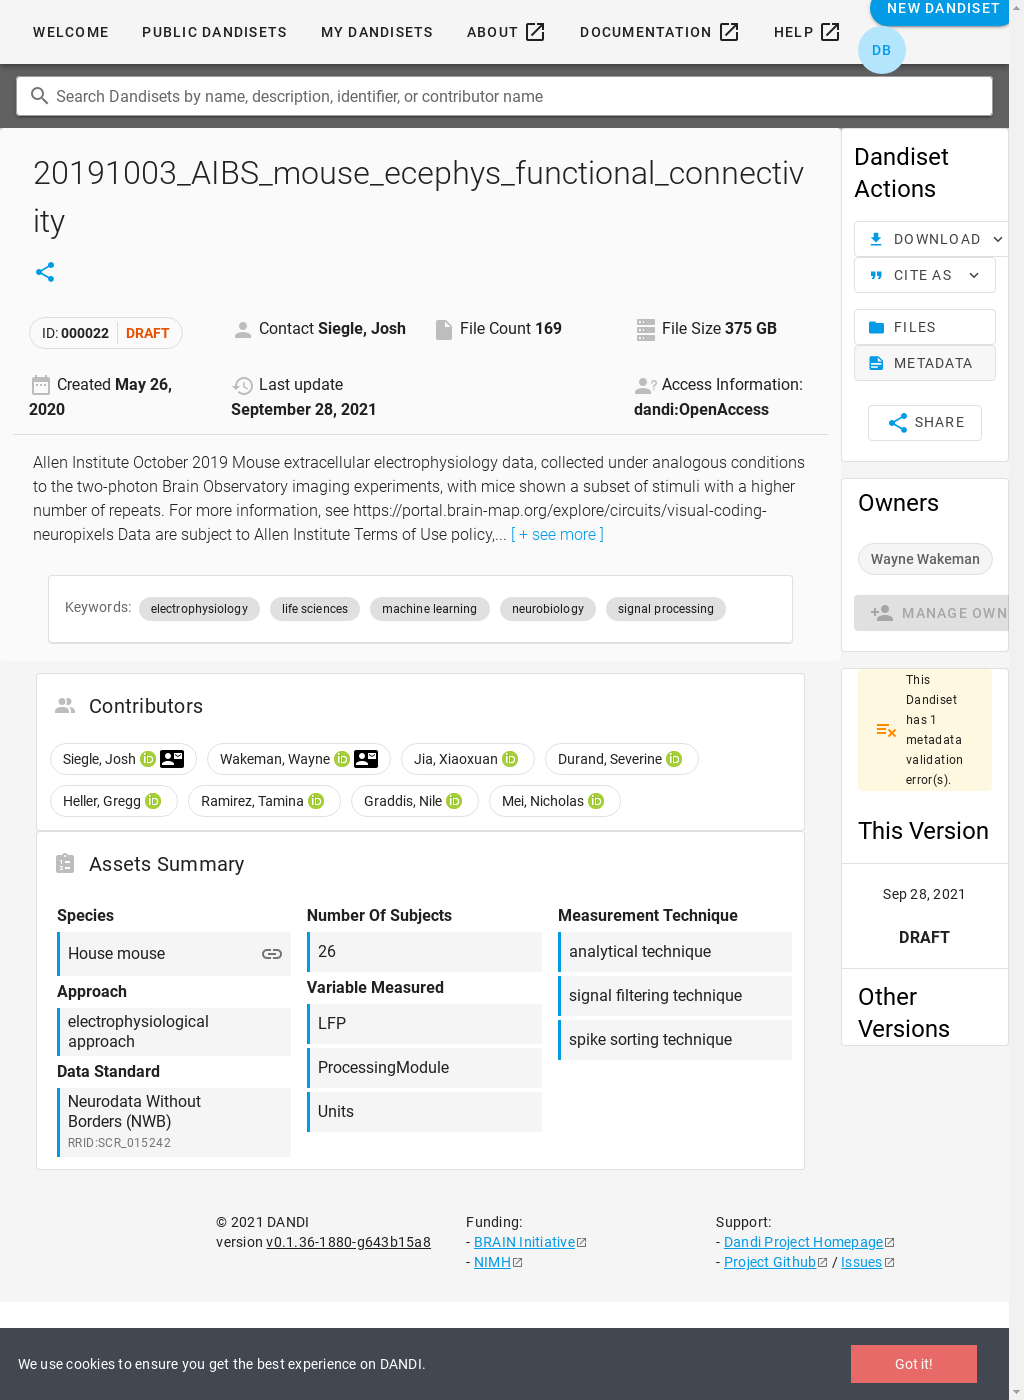 NEW DANDISET
WELCOME PUBLIC DANDISETS MY DANDISETS ABOUT DOCUMENTATION HELP DB
Search Dandisets by name, description, identifier, or contributor name
20191003_AIBS_mouse_ecephys_functional_connectiv
ity
ID: 000022 DRAFT
Contact Siegle, Josh
File Count 169
File Size 375 GB
Created May 26,
2020
Last update
September 28, 2021
Access Information:
dandi:OpenAccess
Allen Institute October 2019 Mouse extracellular electrophysiology data, collected under analogous conditions
to the two-photon Brain Observatory imaging experiments, with mice shown a subset of stimuli with a higher
number of repeats. For more information, see https://portal.brain-map.org/explore/circuits/visual-coding-
neuropixels Data are subject to Allen Institute Terms of Use policy,... [ + see more ]
Keywords: electrophysiology life sciences machine learning neurobiology signal processing
Contributors
Siegle, Josh iD Wakeman, Wayne iD Jia, Xiaoxuan iD Durand, Severine iD
Heller, Gregg iD Ramirez, Tamina iD Graddis, Nile iD Mei, Nicholas iD
Assets Summary
Species
House mouse
Approach
electrophysiological
approach
Data Standard
Neurodata Without
Borders (NWB)
RRID:SCR_015242
Number Of Subjects
26
Variable Measured
LFP
ProcessingModule
Units
Measurement Technique
analytical technique
signal filtering technique
spike sorting technique
Dandiset
Actions
DOWNLOAD
CITE AS
FILES
METADATA
SHARE
Owners
Wayne Wakeman
MANAGE OWN
This
Dandiset
has 1
metadata
validation
error(s).
This Version
Sep 28, 2021
DRAFT
Other
Versions
© 2021 DANDI
version v0.1.36-1880-g643b15a8
Funding:
- BRAIN Initiative
- NIMH
Support:
- Dandi Project Homepage
- Project Github / Issues
We use cookies to ensure you get the best experience on DANDI.
Got it!